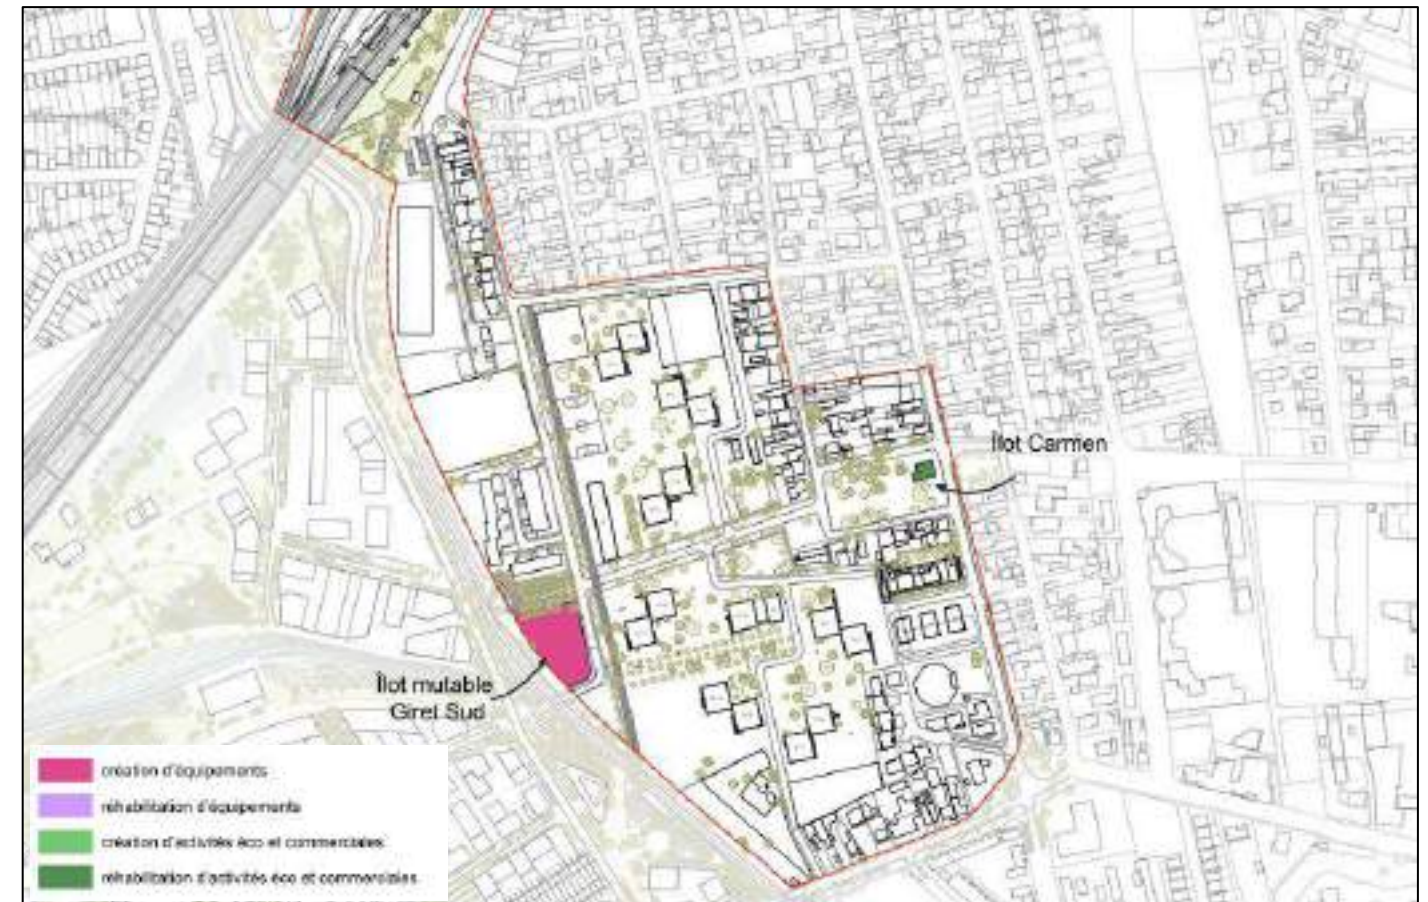 Îlot Carmen
Îlot mutable
Giret Sud
création d'équipements
réhabilitation d'équipements
création d'activités éco et commerciales
réhabilitation d'activités éco et commerciales